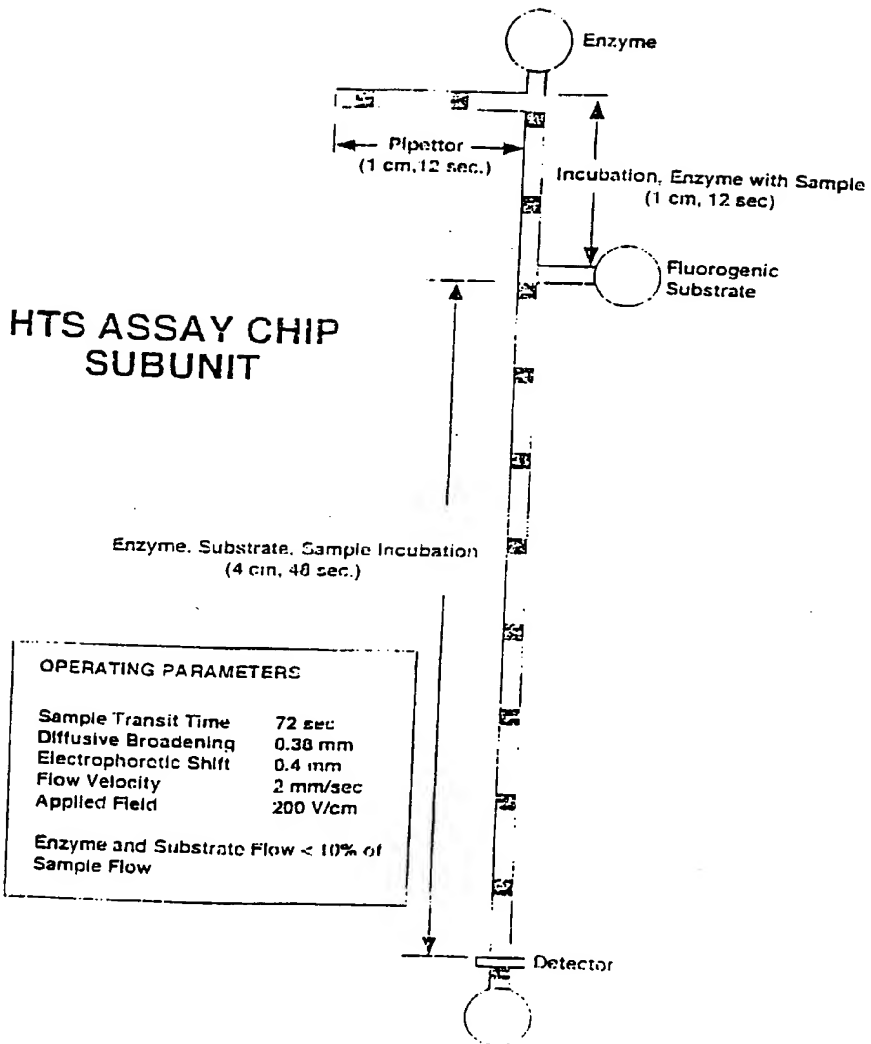 Enzyme
Pipettor
(1 cm,12 sec.)
Incubation, Enzyme with Sample
(1 cm, 12 sec)
Fluorogenic
Substrate
HTS ASSAY CHIP
SUBUNIT
Enzyme, Substrate, Sample Incubation
(4 cm, 48 sec.)
OPERATING PARAMETERS
Sample Transit Time 72 sec
Diffusive Broadening 0.38 mm
Electrophoretic Shift 0.4 mm
Flow Velocity 2 mm/sec
Applied Field 200 V/cm
Enzyme and Substrate Flow < 10% of
Sample Flow
Detector